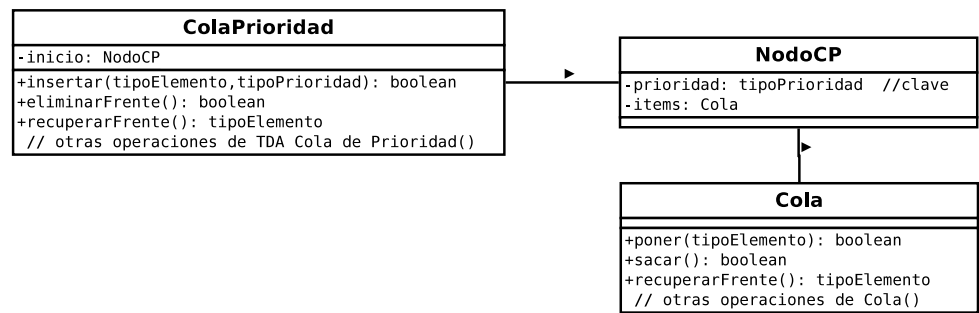 ColaPrioridad
-inicio: NodoCP
+insertar(tipoElemento,tipoPrioridad): boolean
+eliminarFrente(): boolean
+recuperarFrente(): tipoElemento
// otras operaciones de TDA Cola de Prioridad()
NodoCP
-prioridad: tipoPrioridad  //clave
-items: Cola
Cola
+poner(tipoElemento): boolean
+sacar(): boolean
+recuperarFrente(): tipoElemento
// otras operaciones de Cola()